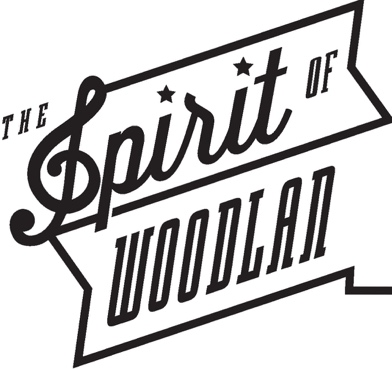 THE Spirit OF
WOODLAN